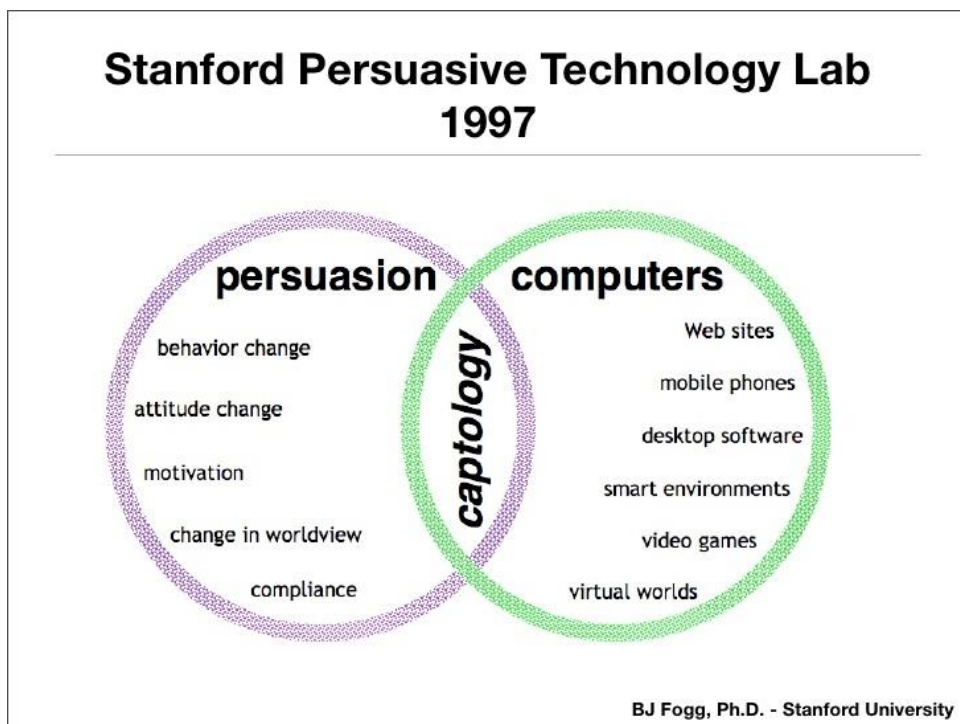 Stanford Persuasive Technology Lab
1997
persuasion
behavior change
attitude change
motivation
change in worldview
compliance
captology
computers
Web sites
mobile phones
desktop software
smart environments
video games
virtual worlds
BJ Fogg, Ph.D. - Stanford University